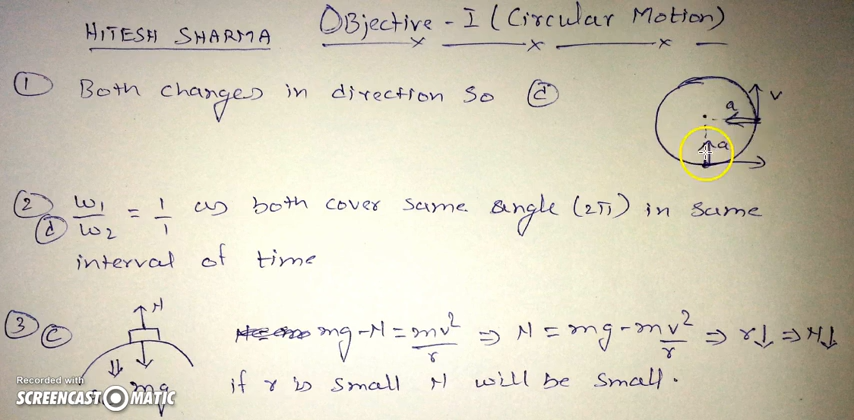 HITESH SHARMA OBjective - I (Circular Motion)
① Both changes in direction so ⓓ
a v
a
② ω₁/ω₂ = 1/1 as both cover same angle (2π) in same
ⓓ
interval of time
③ ⓒ N mg - N = mv²/r ⇒ N = mg - mv²/r ⇒ r↓ ⇒ N↓
mg if r is small N will be small.
Recorded with
SCREENCAST MATIC